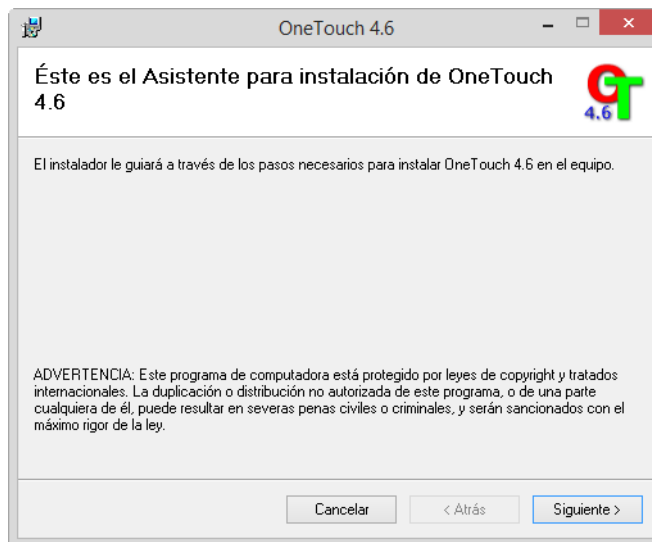 OneTouch 4.6
Éste es el Asistente para instalación de OneTouch
4.6
OT
4.6
El instalador le guiará a través de los pasos necesarios para instalar OneTouch 4.6 en el equipo.
ADVERTENCIA: Este programa de computadora está protegido por leyes de copyright y tratados
internacionales. La duplicación o distribución no autorizada de este programa, o de una parte
cualquiera de él, puede resultar en severas penas civiles o criminales, y serán sancionados con el
máximo rigor de la ley.
Cancelar
< Atrás
Siguiente >